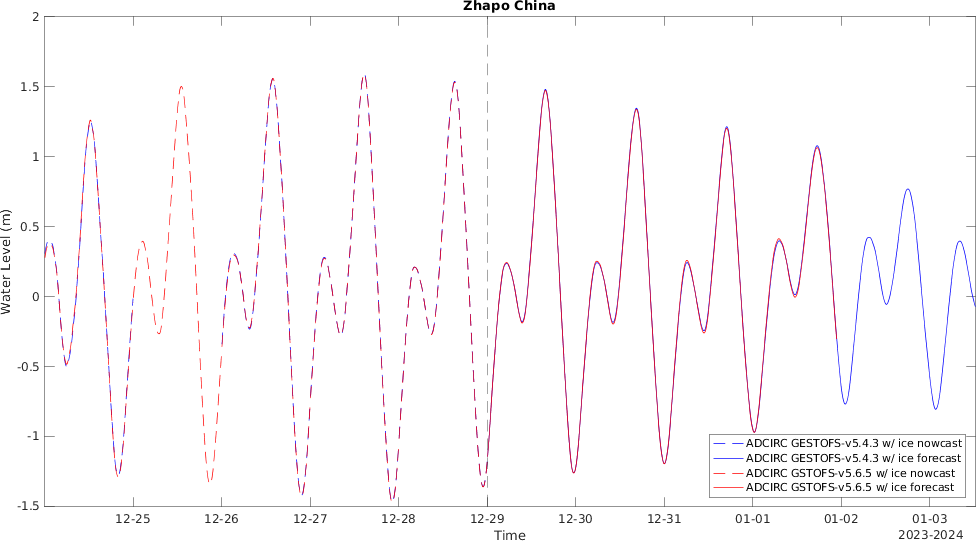 Zhapo China
Water Level (m)
2
1.5
1
0.5
0
-0.5
-1
-1.5
12-25
12-26
12-27
12-28
12-29
12-30
12-31
01-01
01-02
01-03
Time
2023-2024
ADCIRC GESTOFS-v5.4.3 w/ ice nowcast
ADCIRC GESTOFS-v5.4.3 w/ ice forecast
ADCIRC GSTOFS-v5.6.5 w/ ice nowcast
ADCIRC GSTOFS-v5.6.5 w/ ice forecast